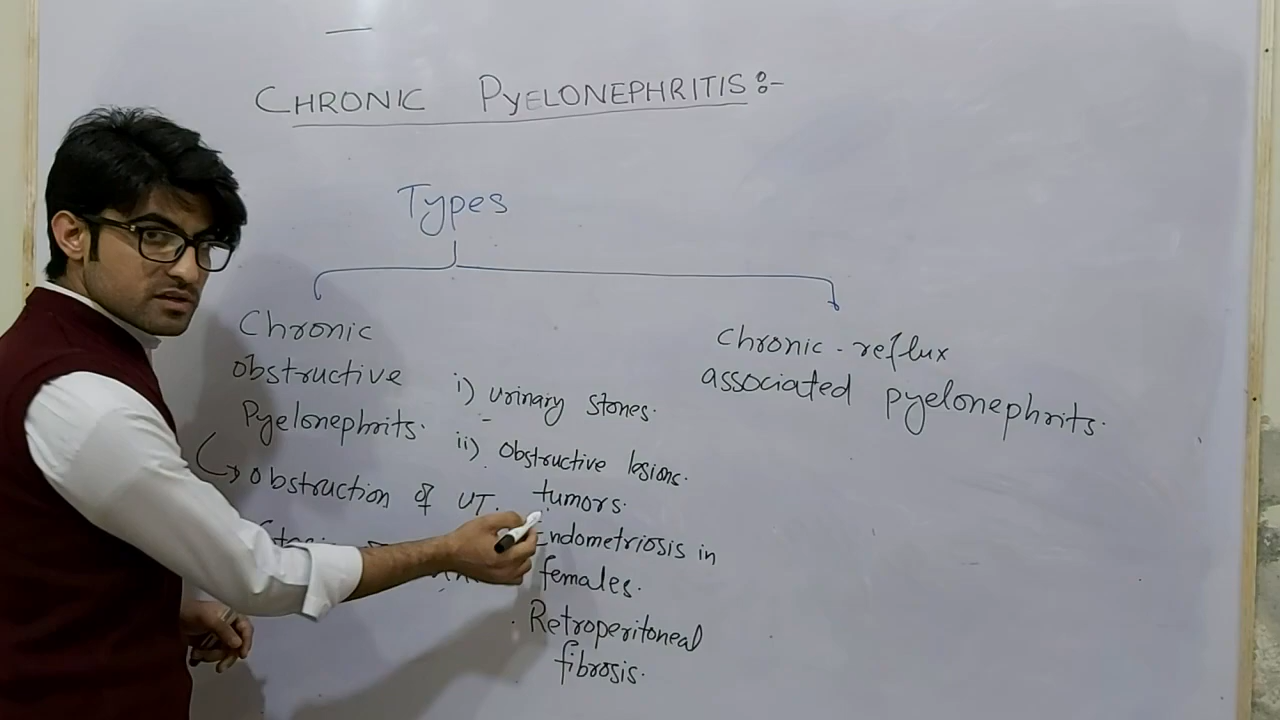 CHRONIC PYELONEPHRITIS:-
Types
Chronic
obstructive
Pyelonephrits.
obstruction of UT.
i) urinary stones.
ii) obstructive lesions.
tumors.
Endometriosis in
females.
Retroperitoneal
fibrosis.
chronic-reflux
associated pyelonephrits.